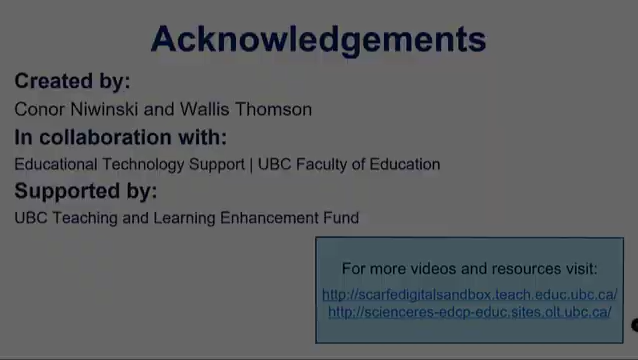 Acknowledgements
Created by:
Conor Niwinski and Wallis Thomson
In collaboration with:
Educational Technology Support | UBC Faculty of Education
Supported by:
UBC Teaching and Learning Enhancement Fund
For more videos and resources visit:
http://scarfedigitalsandbox.teach.educ.ubc.ca/
http://scienceres-edcp-educ.sites.olt.ubc.ca/